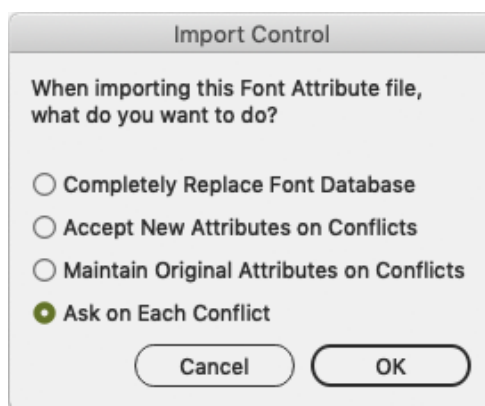 Import Control
When importing this Font Attribute file,
what do you want to do?
Completely Replace Font Database
Accept New Attributes on Conflicts
Maintain Original Attributes on Conflicts
Ask on Each Conflict
Cancel OK